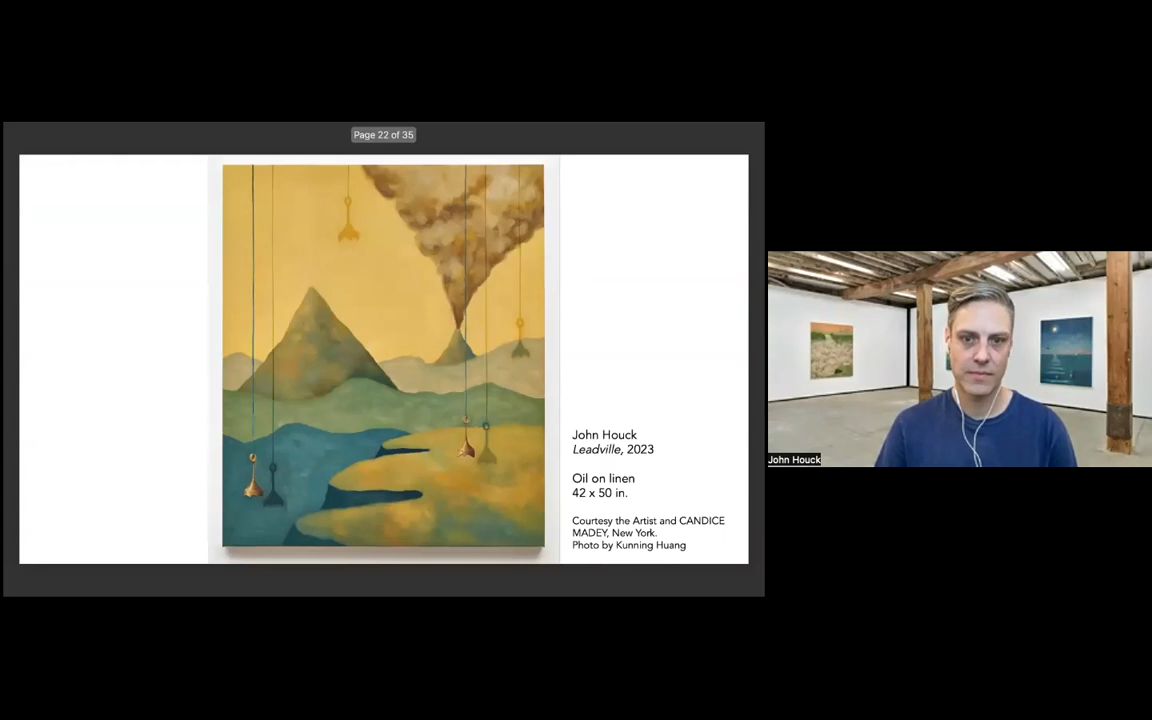 Page 22 of 35
John Houck
Leadville, 2023
Oil on linen
42 x 50 in.
Courtesy the Artist and CANDICE
MADEY, New York.
Photo by Kunning Huang
John Houck